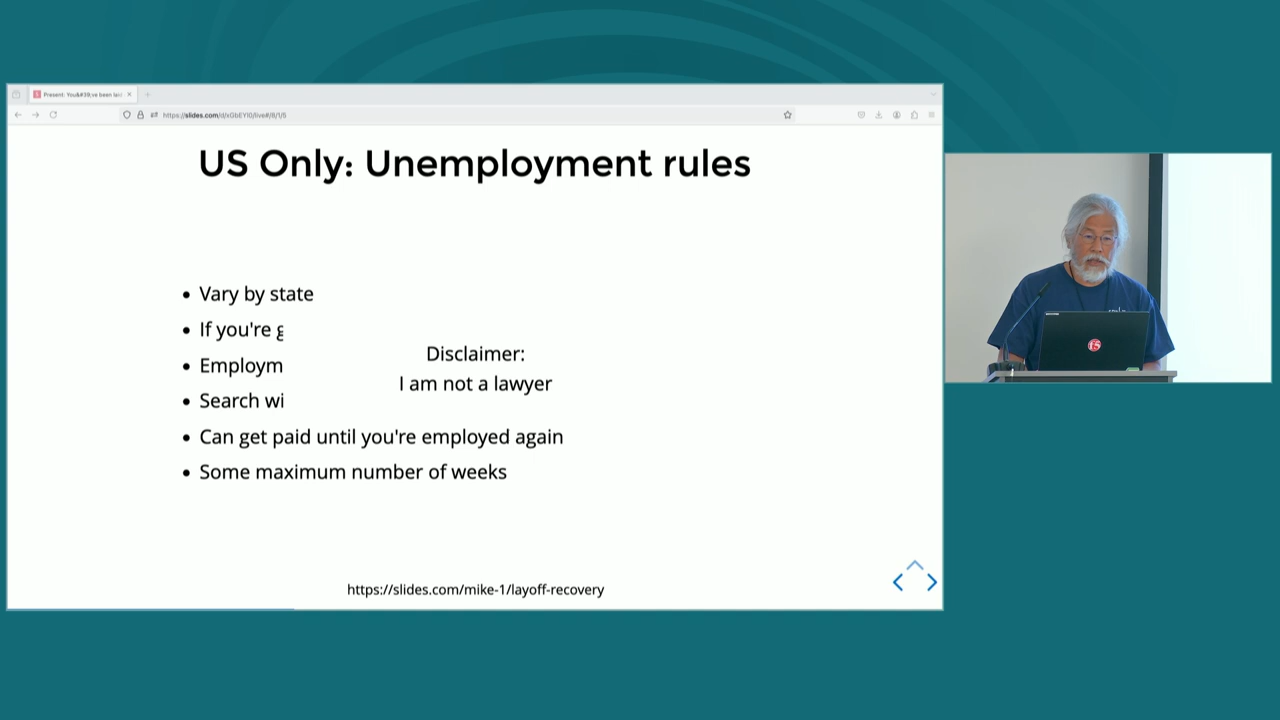 Present: You&#39;ve been laid
https://slides.com/d/xGbEYI0/live#/8/1/5
US Only: Unemployment rules
Vary by state
If you're g
Employm
Search wi
Disclaimer:
I am not a lawyer
Can get paid until you're employed again
Some maximum number of weeks
https://slides.com/mike-1/layoff-recovery
f5